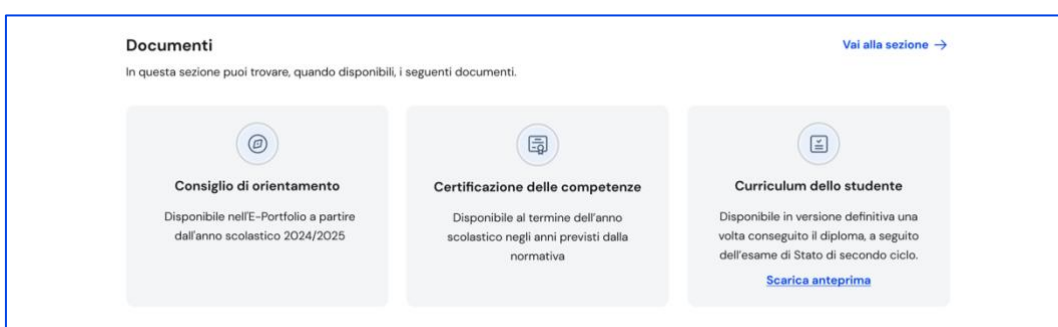 Documenti
Vai alla sezione →
In questa sezione puoi trovare, quando disponibili, i seguenti documenti.
Consiglio di orientamento
Disponibile nell'E-Portfolio a partire
dall'anno scolastico 2024/2025
Certificazione delle competenze
Disponibile al termine dell'anno
scolastico negli anni previsti dalla
normativa
Curriculum dello studente
Disponibile in versione definitiva una
volta conseguito il diploma, a seguito
dell'esame di Stato di secondo ciclo.
Scarica anteprima